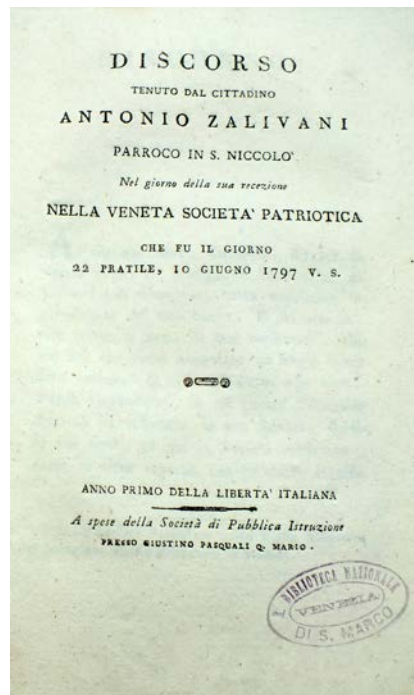 DISCORSO
TENUTO DAL CITTADINO
ANTONIO ZALIVANI
PARROCO IN S. NICCOLO'
Nel giorno della sua recezione
NELLA VENETA SOCIETA' PATRIOTICA
CHE FU IL GIORNO
22 PRATILE, 10 GIUGNO 1797 V. S.
ANNO PRIMO DELLA LIBERTA' ITALIANA
A spese della Società di Pubblica Istruzione
PRESSO GIUSTINO PASQUALI Q. MARIO.
BIBLIOTECA NAZIONALE
VENEZIA
DI S. MARCO